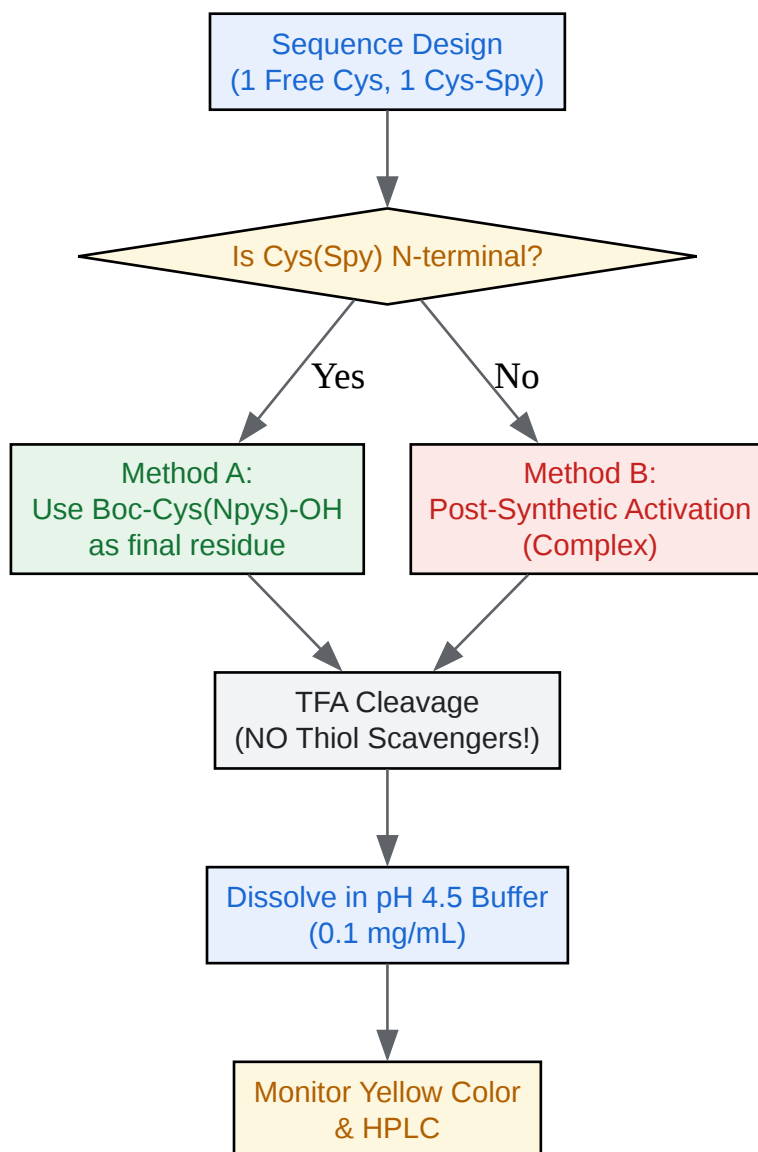 Sequence Design
(1 Free Cys, 1 Cys-Spy)
Is Cys(Spy) N-terminal?
Yes
No
Method A:
Use Boc-Cys(Npys)-OH
as final residue
Method B:
Post-Synthetic Activation
(Complex)
TFA Cleavage
(NO Thiol Scavengers!)
Dissolve in pH 4.5 Buffer
(0.1 mg/mL)
Monitor Yellow Color
& HPLC